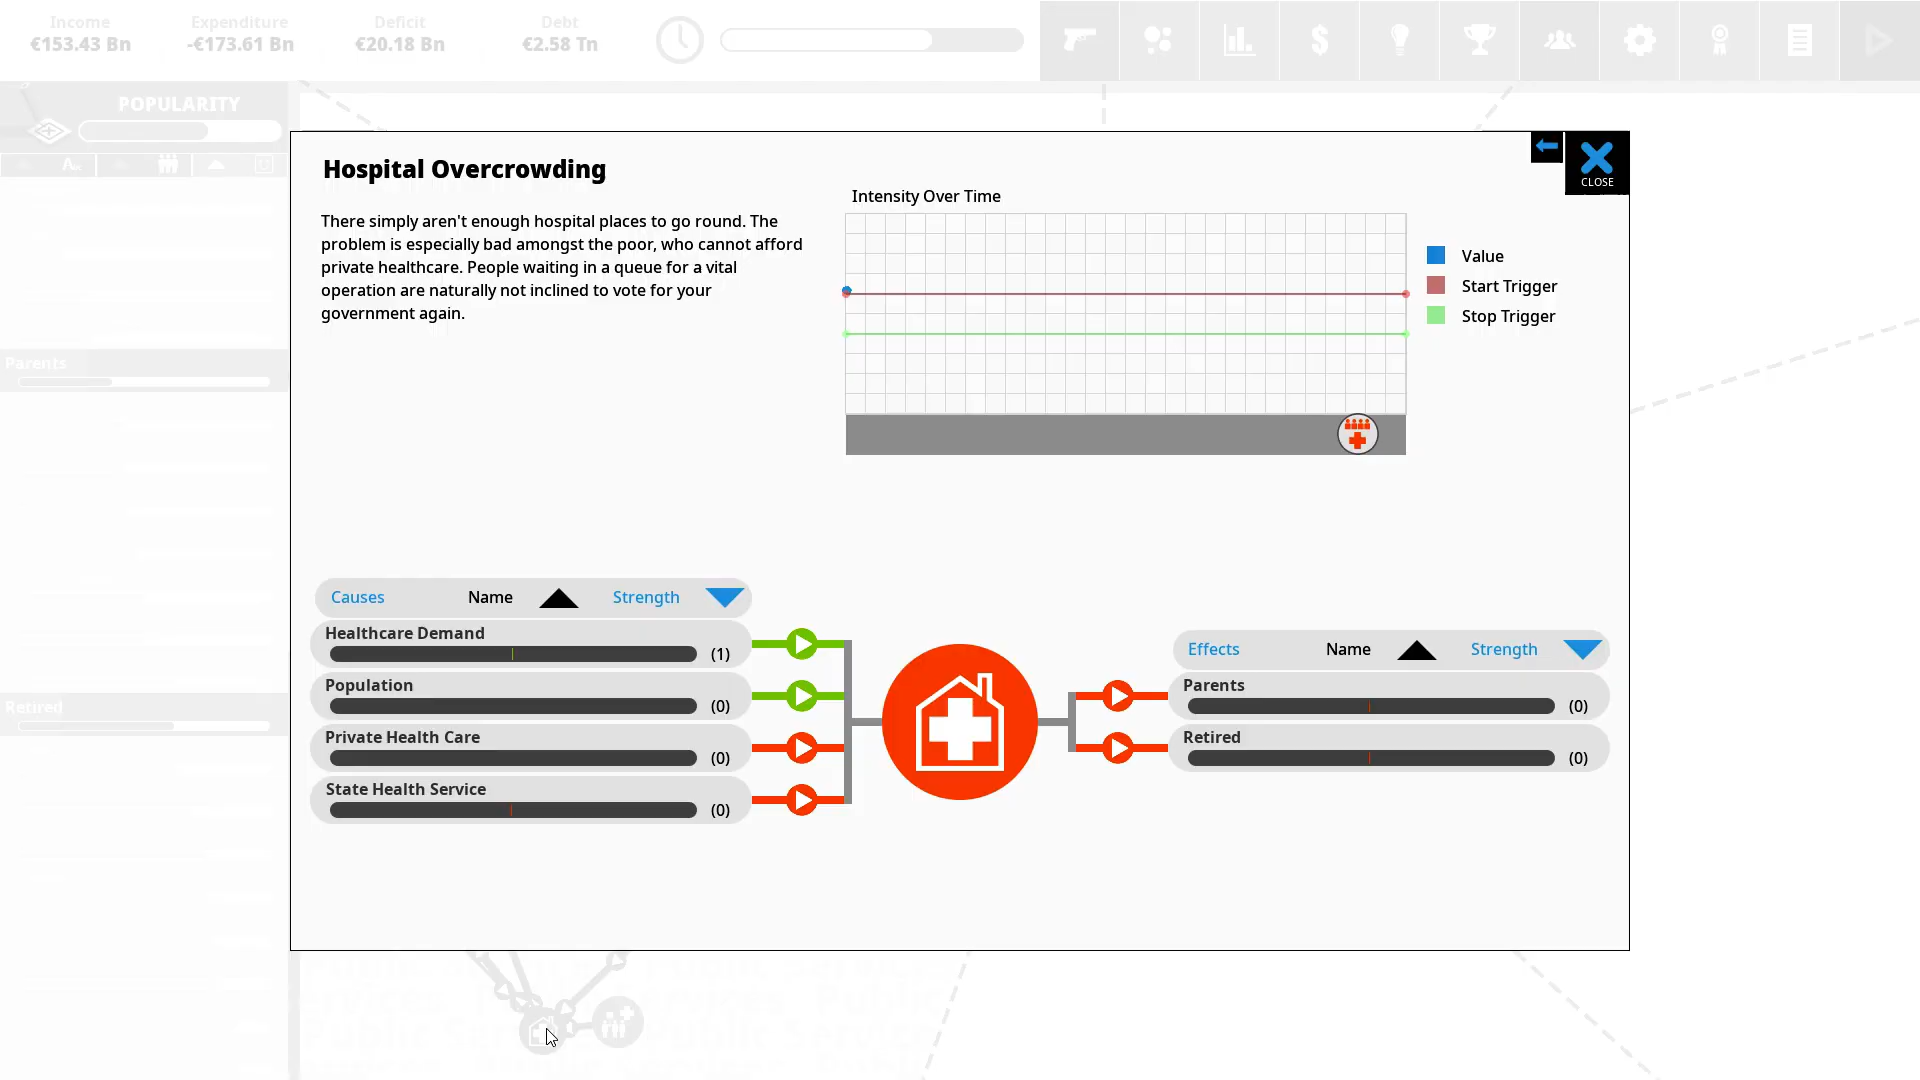 Income
Expenditure
Deficit
Debt
€153.43 Bn
-€173.61 Bn
€20.18 Bn
€2.58 Tn
POPULARITY
Parents
Retired
Hospital Overcrowding
CLOSE
There simply aren't enough hospital places to go round. The
problem is especially bad amongst the poor, who cannot afford
private healthcare. People waiting in a queue for a vital
operation are naturally not inclined to vote for your
government again.
Intensity Over Time
Value
Start Trigger
Stop Trigger
Causes Name Strength
Healthcare Demand
(1)
Population
(0)
Private Health Care
(0)
State Health Service
(0)
Effects Name Strength
Parents
(0)
Retired
(0)